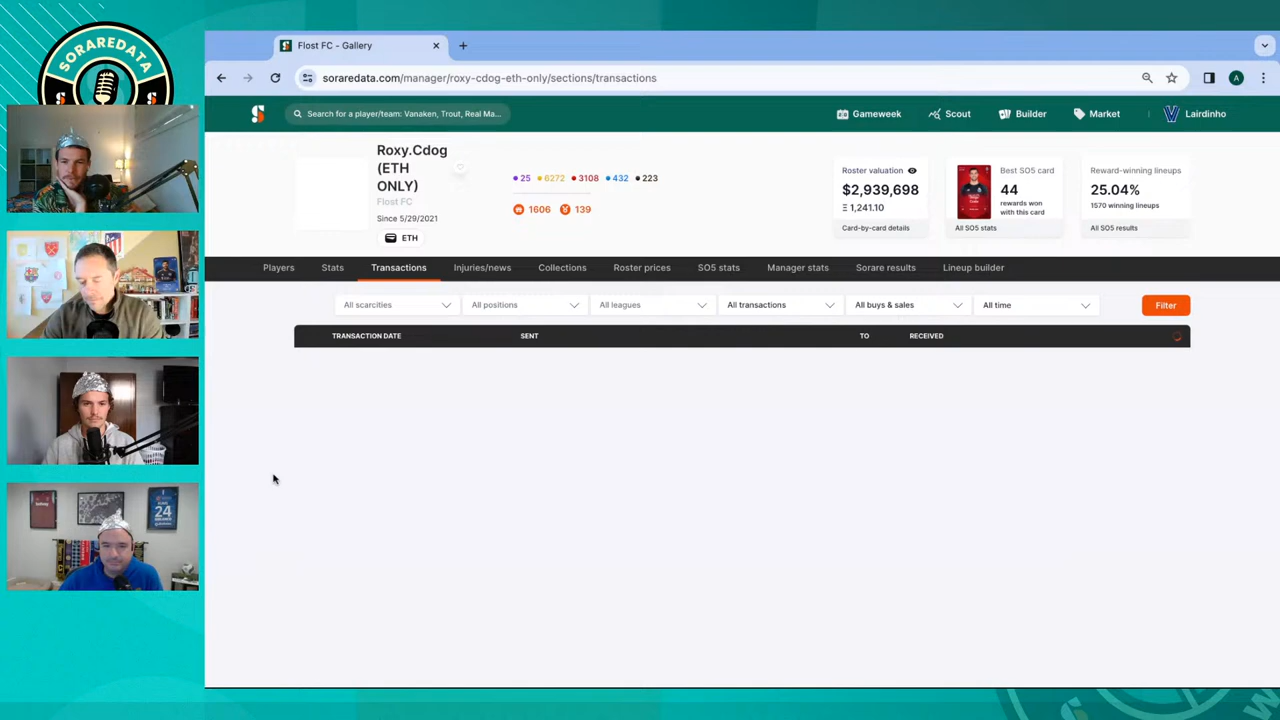 SORAREDATA
Flost FC - Gallery
soraredata.com/manager/roxy-cdog-eth-only/sections/transactions
Search for a player/team: Vanaken, Trout, Real Ma...
Gameweek
Scout
Builder
Market
Lairdinho
Roxy.Cdog
(ETH
ONLY)
Flost FC
Since 5/29/2021
ETH
25 6272 3108 432 223
1606 139
Roster valuation
$2,939,698
Ξ 1,241.10
Card-by-card details
Best SO5 card
44
rewards won
with this card
All SO5 stats
Reward-winning lineups
25.04%
1570 winning lineups
All SO5 results
Players Stats Transactions Injuries/news Collections Roster prices SO5 stats Manager stats Sorare results Lineup builder
All scarcities All positions All leagues All transactions All buys & sales All time Filter
TRANSACTION DATE SENT TO RECEIVED
24